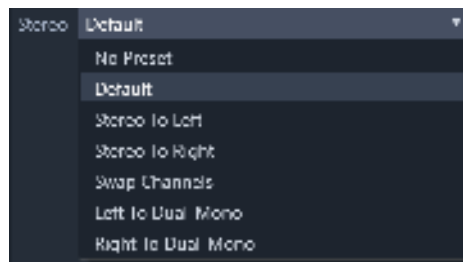 Stereo Default
No Preset
Default
Stereo To Left
Stereo To Right
Swap Channels
Left To Dual Mono
Right To Dual Mono